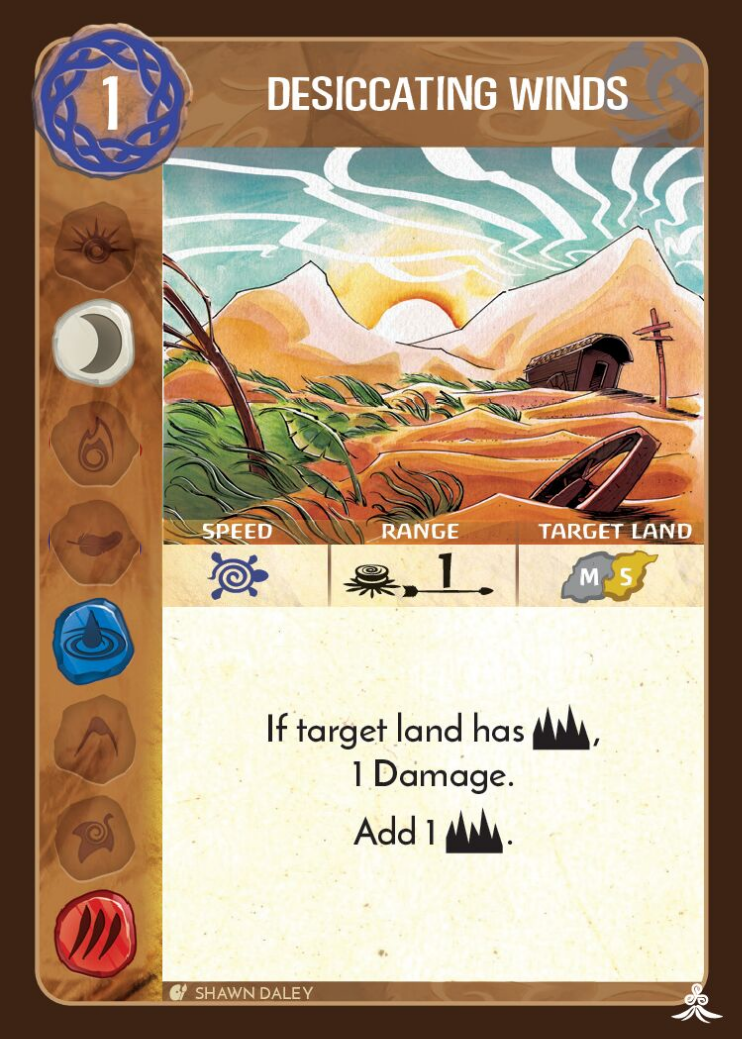 1
DESICCATING WINDS
SPEED RANGE TARGET LAND
1 M S
If target land has ,
1 Damage.
Add 1 .
SHAWN DALEY